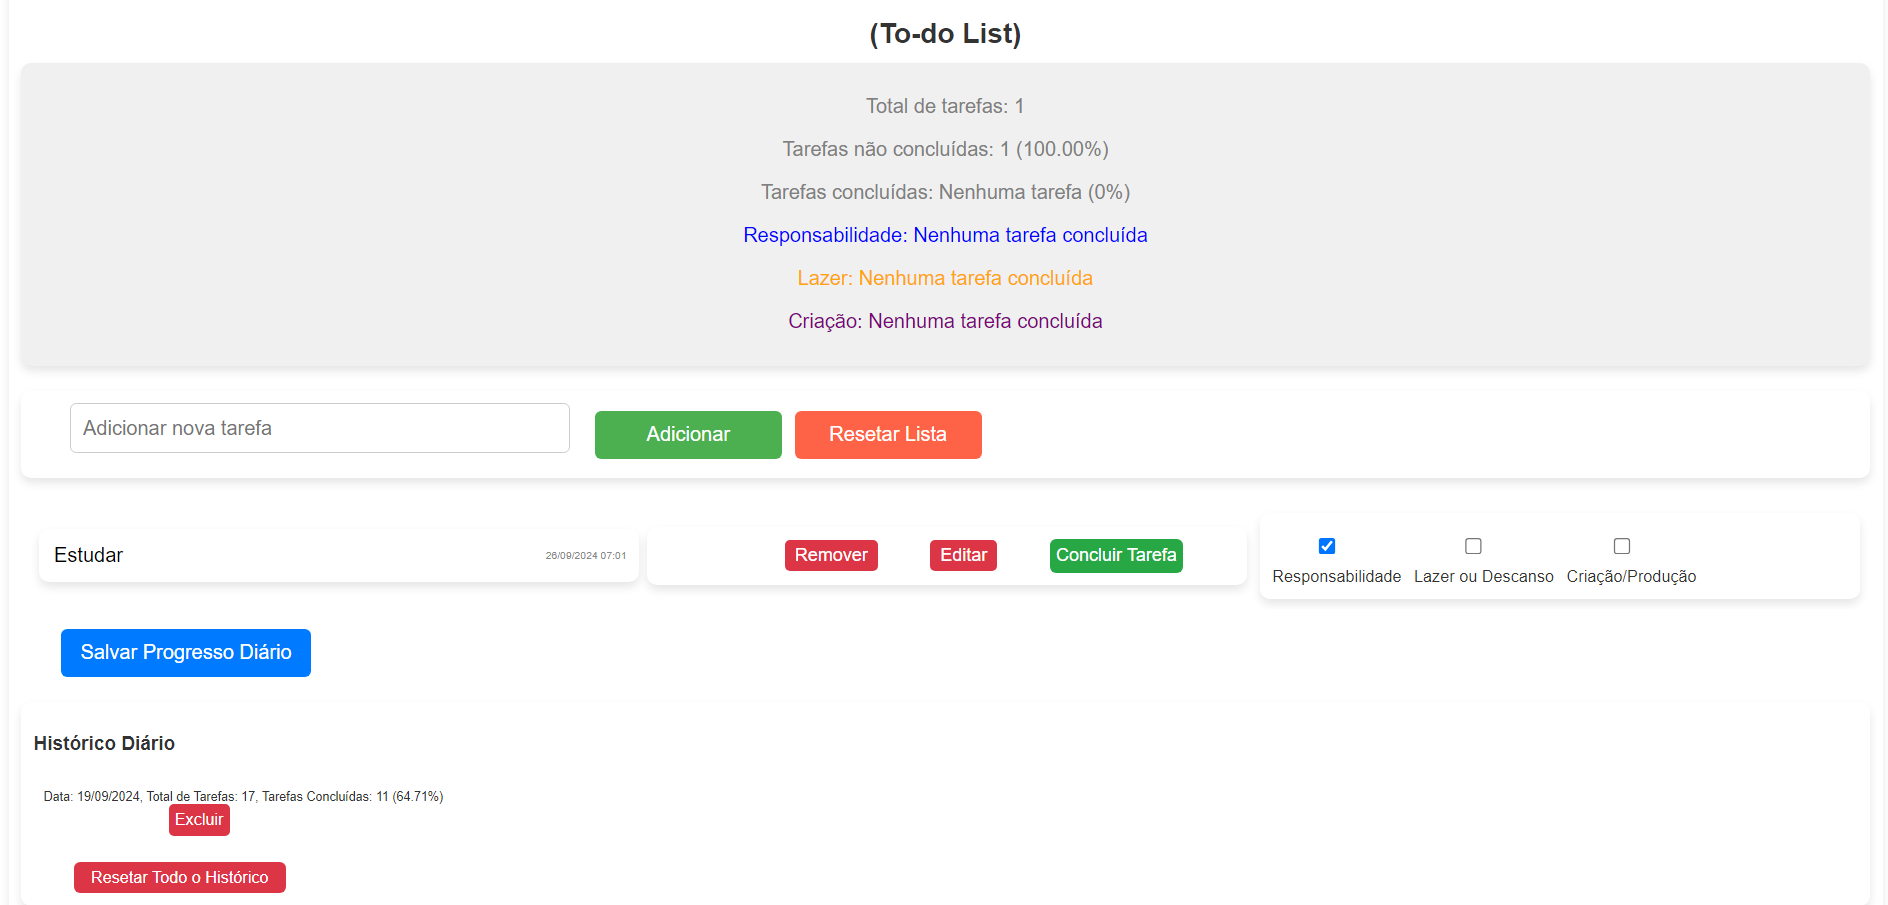 (To-do List)
Total de tarefas: 1
Tarefas não concluídas: 1 (100.00%)
Tarefas concluídas: Nenhuma tarefa (0%)
Responsabilidade: Nenhuma tarefa concluída
Lazer: Nenhuma tarefa concluída
Criação: Nenhuma tarefa concluída
Adicionar nova tarefa
Adicionar
Resetar Lista
Estudar
26/09/2024 07:01
Remover
Editar
Concluir Tarefa
Responsabilidade
Lazer ou Descanso
Criação/Produção
Salvar Progresso Diário
Histórico Diário
Data: 19/09/2024, Total de Tarefas: 17, Tarefas Concluídas: 11 (64.71%)
Excluir
Resetar Todo o Histórico